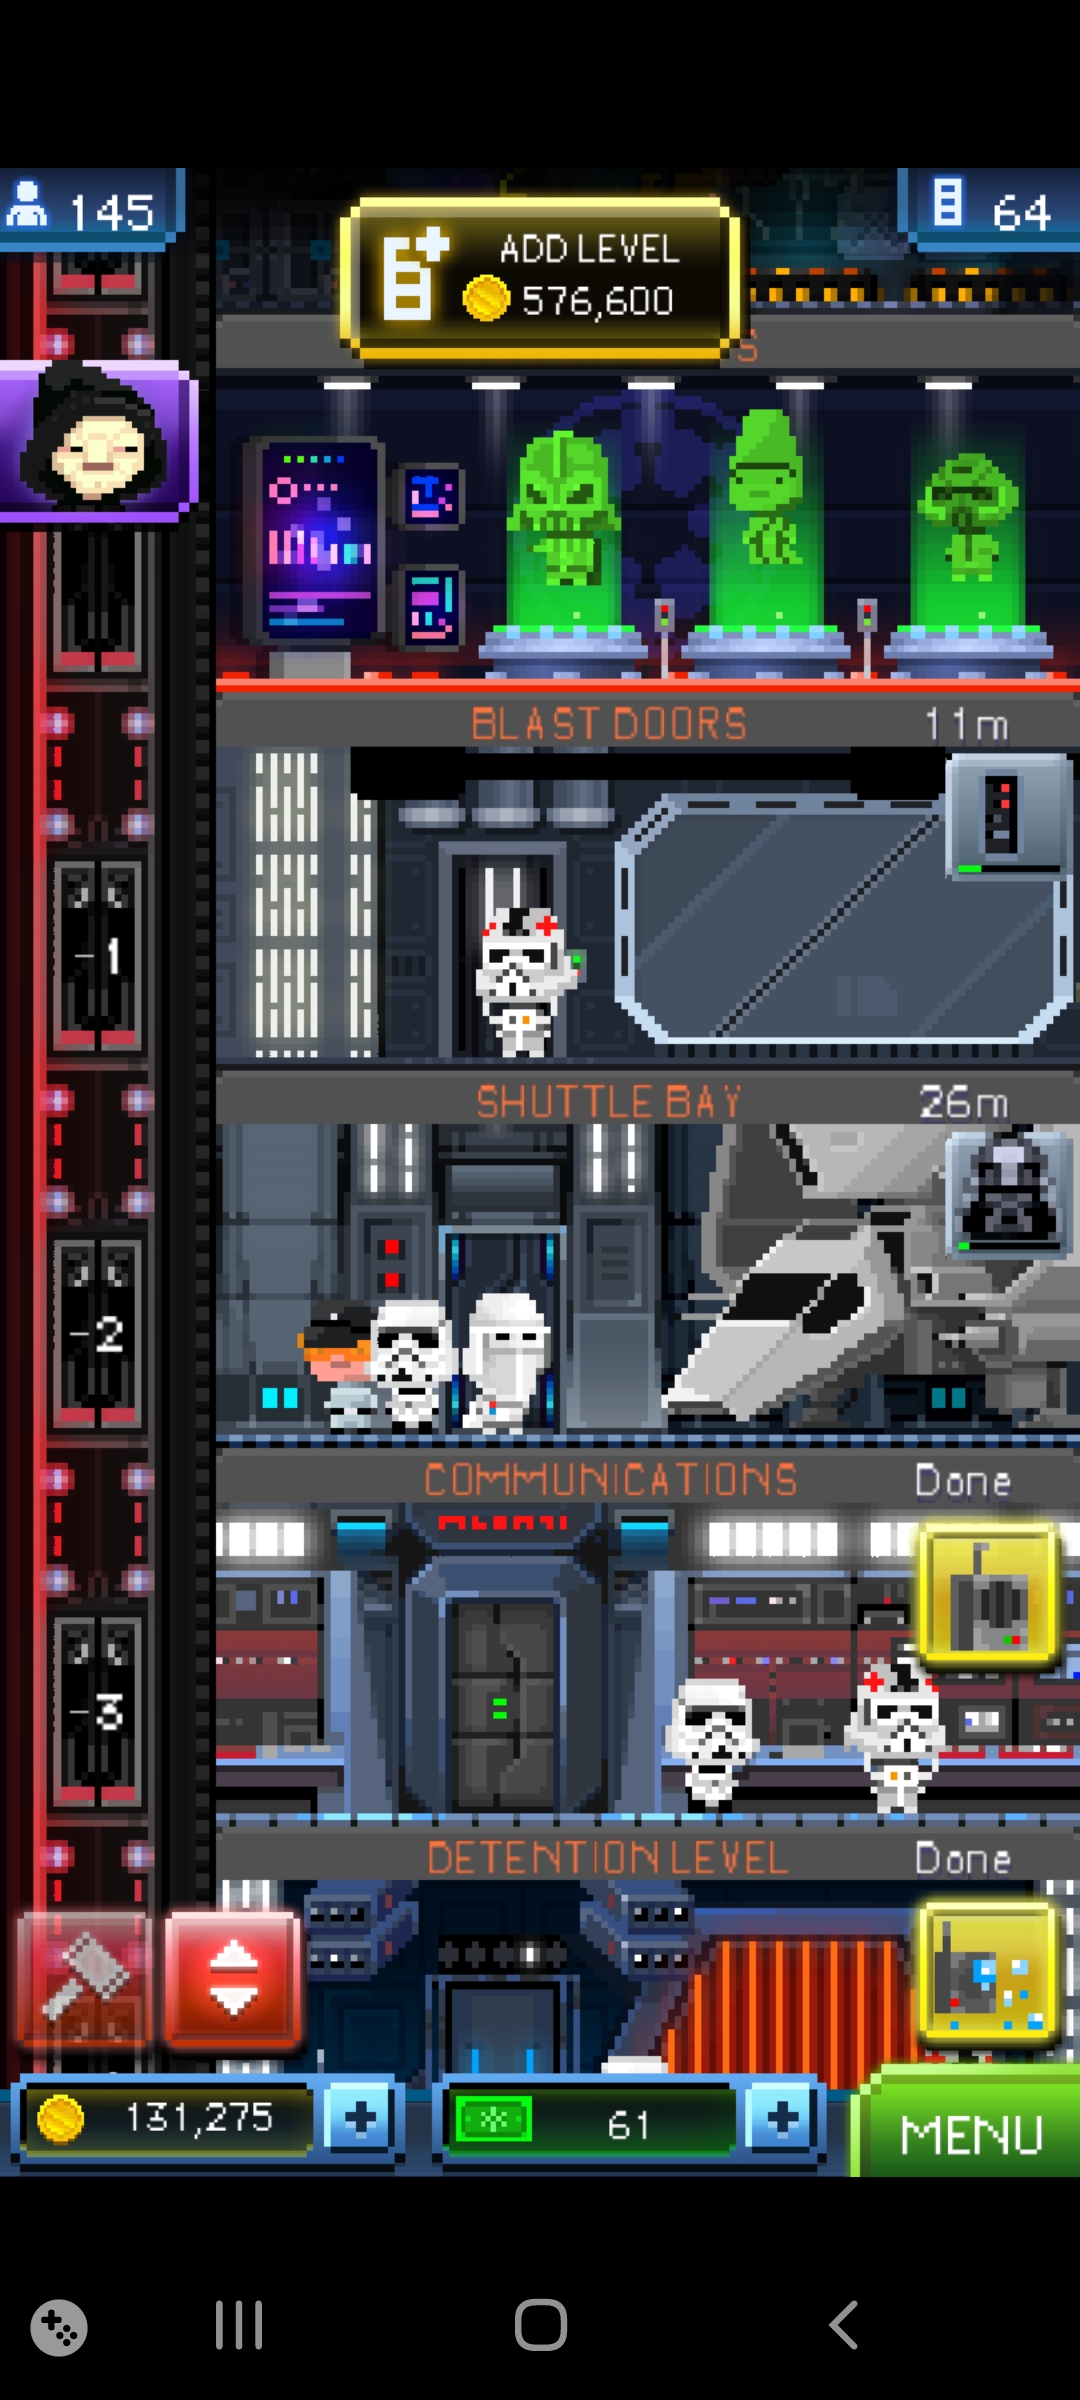 145
ADD LEVEL
576,600
64
S
BLAST DOORS 11m
-1
SHUTTLE BAY 26m
-2
COMMUNICATIONS Done
-3
DETENTION LEVEL Done
131,275
61
MENU